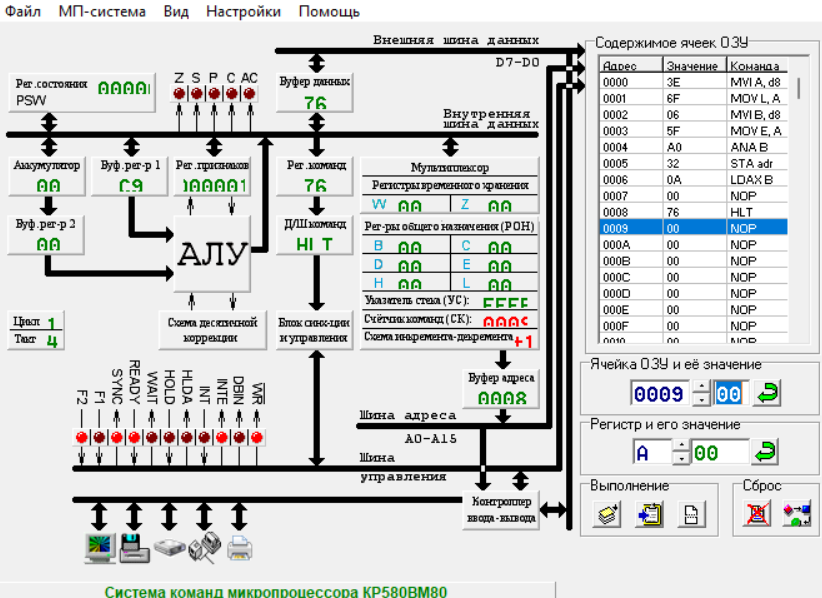 Файл МП-система Вид Настройки Помощь
Внешняя шина данных
D7-D0
Рег.состояния
PSW
Z S P C AC
Буфер данных
76
Внутренняя
шина данных
Аккумулятор
00
Буф.рег-р 1
C9
Рег.признаков
Рег.команд
76
Мультиплексор
Регистры временного хранения
W 00 Z 00
Буф.рег-р 2
00
АЛУ
Д/Ш команд
HLT
Рег-ры общего назначения (РОН)
B 00 C 00
D 00 E 00
H 00 L 00
Указатель стека (УС): FFFF
Счётчик команд (СК): 0009
Схема инкремента-декремента +1
Цикл 1
Такт 4
Схема десятичной
коррекции
Блок синх-ции
и управления
Буфер адреса
0008
F2 F1 SYNC READY WAIT HOLD HLDA INT INTE DBIN WR
Шина адреса
A0-A15
Шина
управления
Контроллер
ввода-вывода
Содержимое ячеек ОЗУ
Адрес Значение Команда
0000 3E MVI A, d8
0001 6F MOV L, A
0002 06 MVI B, d8
0003 5F MOV E, A
0004 A0 ANA B
0005 32 STA adr
0006 0A LDAX B
0007 00 NOP
0008 76 HLT
0009 00 NOP
000A 00 NOP
000B 00 NOP
000C 00 NOP
000D 00 NOP
000E 00 NOP
000F 00 NOP
0010 00 NOP
Ячейка ОЗУ и её значение
0009 00
Регистр и его значение
A 00
Выполнение
Сброс
Система команд микропроцессора КР580ВМ80